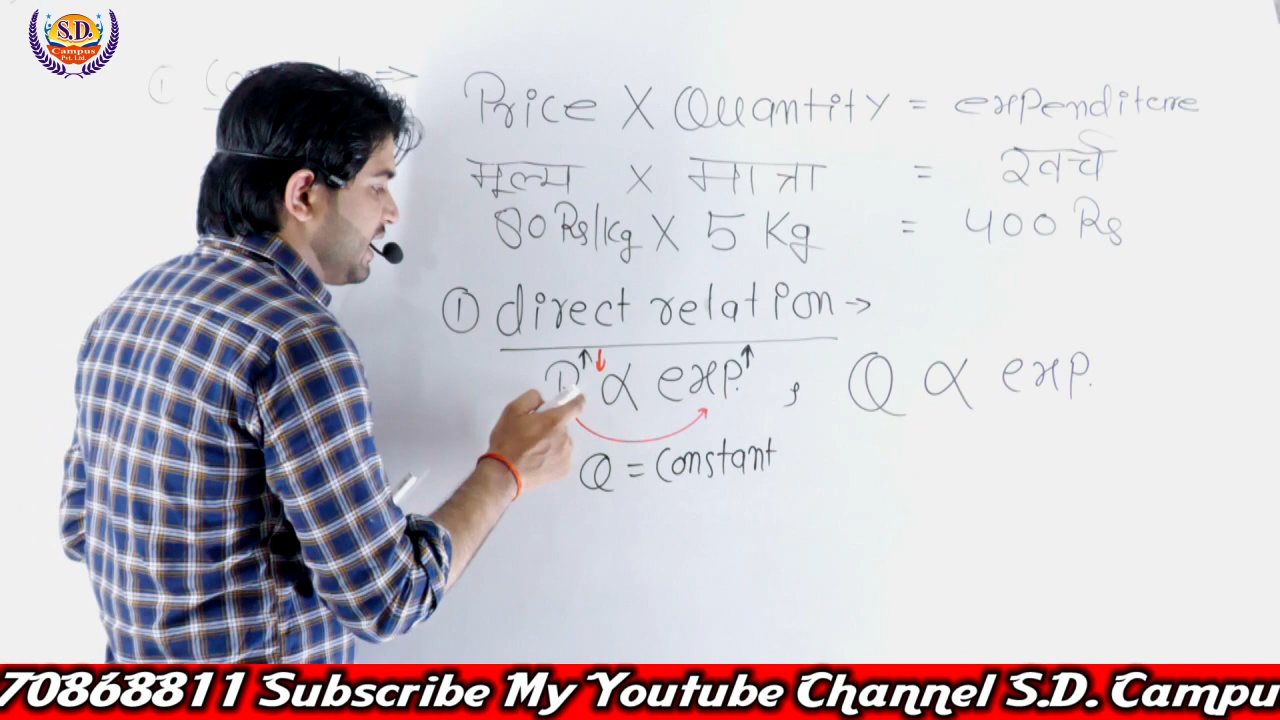 S.D.
Campus
Pvt. Ltd.
① ⇒
Price X Quantity = expenditure
मूल्य X मात्रा = खर्च
80 Rs/Kg X 5 Kg = 400 Rs
① direct relation →
P↑↓ ∝ exp.↑ , Q ∝ exp.
Q = Constant
70868811 Subscribe My Youtube Channel S.D. Campu